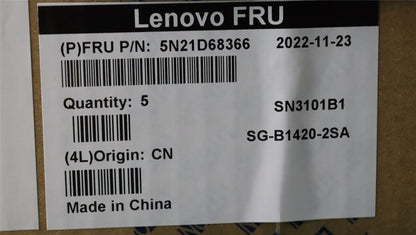 Lenovo FRU
(P)FRU P/N: 5N21D68366 2022-11-23
Quantity: 5 SN3101B1
SG-B1420-2SA
(4L)Origin: CN
Made in China